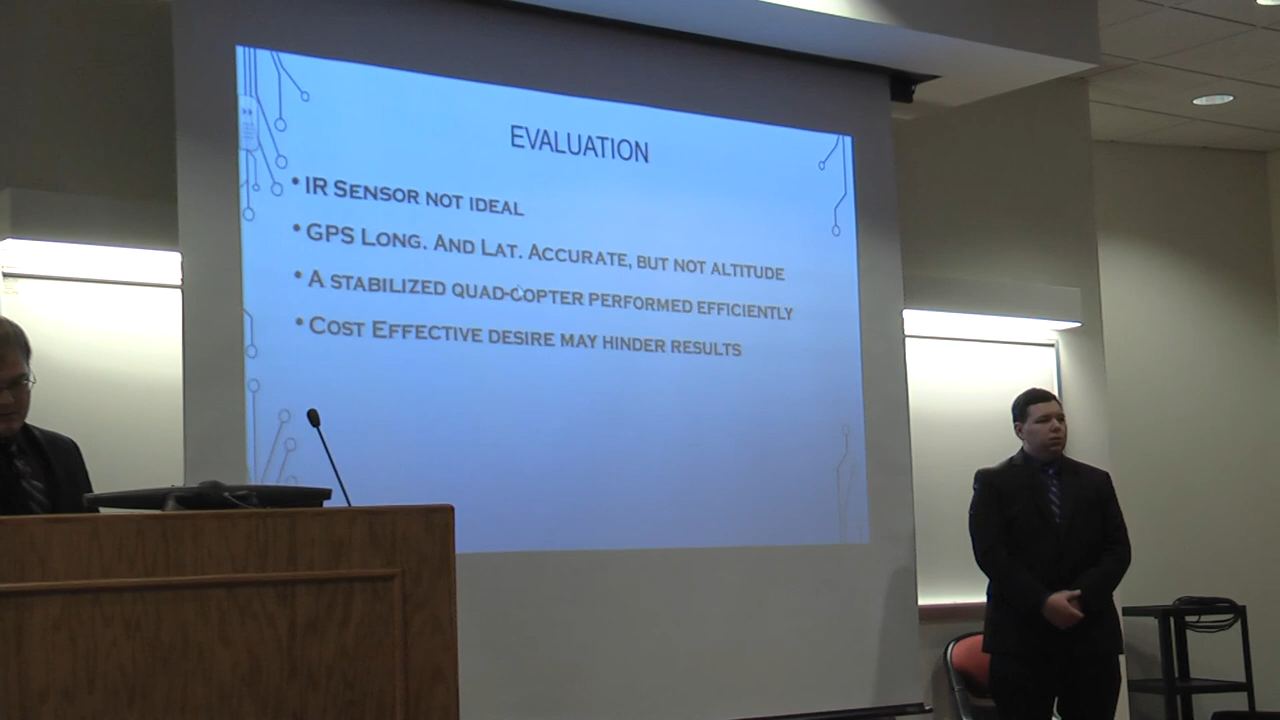 EVALUATION
• IR SENSOR NOT IDEAL
• GPS LONG. AND LAT. ACCURATE, BUT NOT ALTITUDE
• A STABILIZED QUAD-COPTER PERFORMED EFFICIENTLY
• COST EFFECTIVE DESIRE MAY HINDER RESULTS